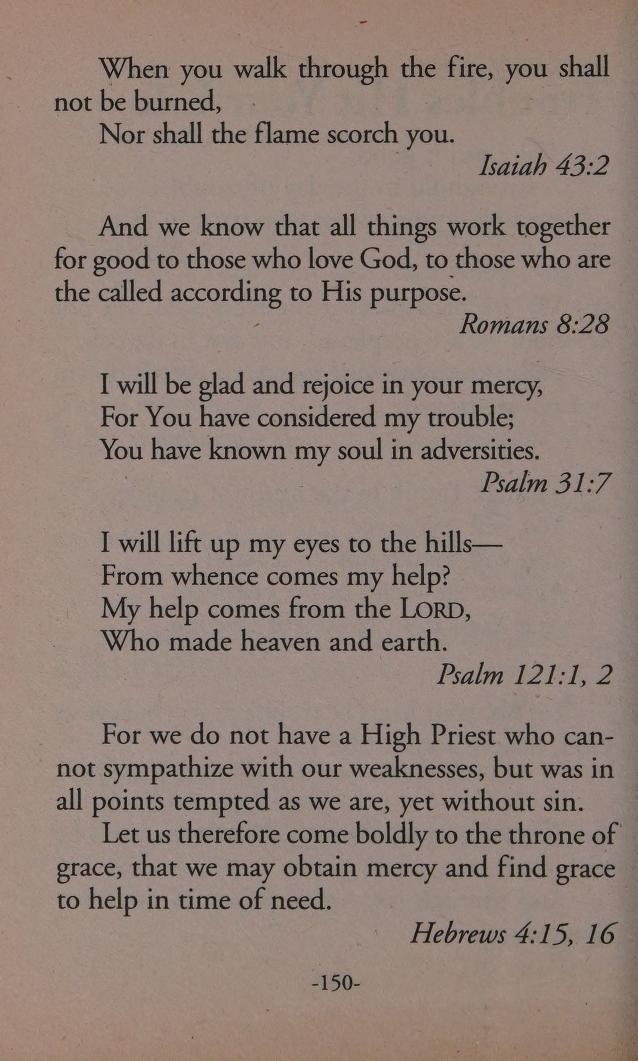 When you walk through the fire, you shall
not be burned,
Nor shall the flame scorch you.
Isaiah 43:2
And we know that all things work together
for good to those who love God, to those who are
the called according to His purpose.
Romans 8:28
I will be glad and rejoice in your mercy,
For You have considered my trouble;
You have known my soul in adversities.
Psalm 31:7
I will lift up my eyes to the hills—
From whence comes my help?
My help comes from the LORD,
Who made heaven and earth.
Psalm 121:1, 2
For we do not have a High Priest who can-
not sympathize with our weaknesses, but was in
all points tempted as we are, yet without sin.
Let us therefore come boldly to the throne of
grace, that we may obtain mercy and find grace
to help in time of need.
Hebrews 4:15, 16
-150-